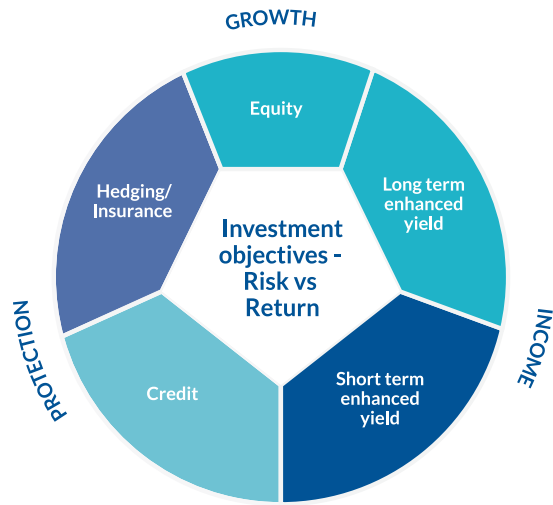 GROWTH
Equity
Hedging/
Insurance
Long term
enhanced
yield
Investment
objectives -
Risk vs
Return
PROTECTION
INCOME
Credit
Short term
enhanced
yield